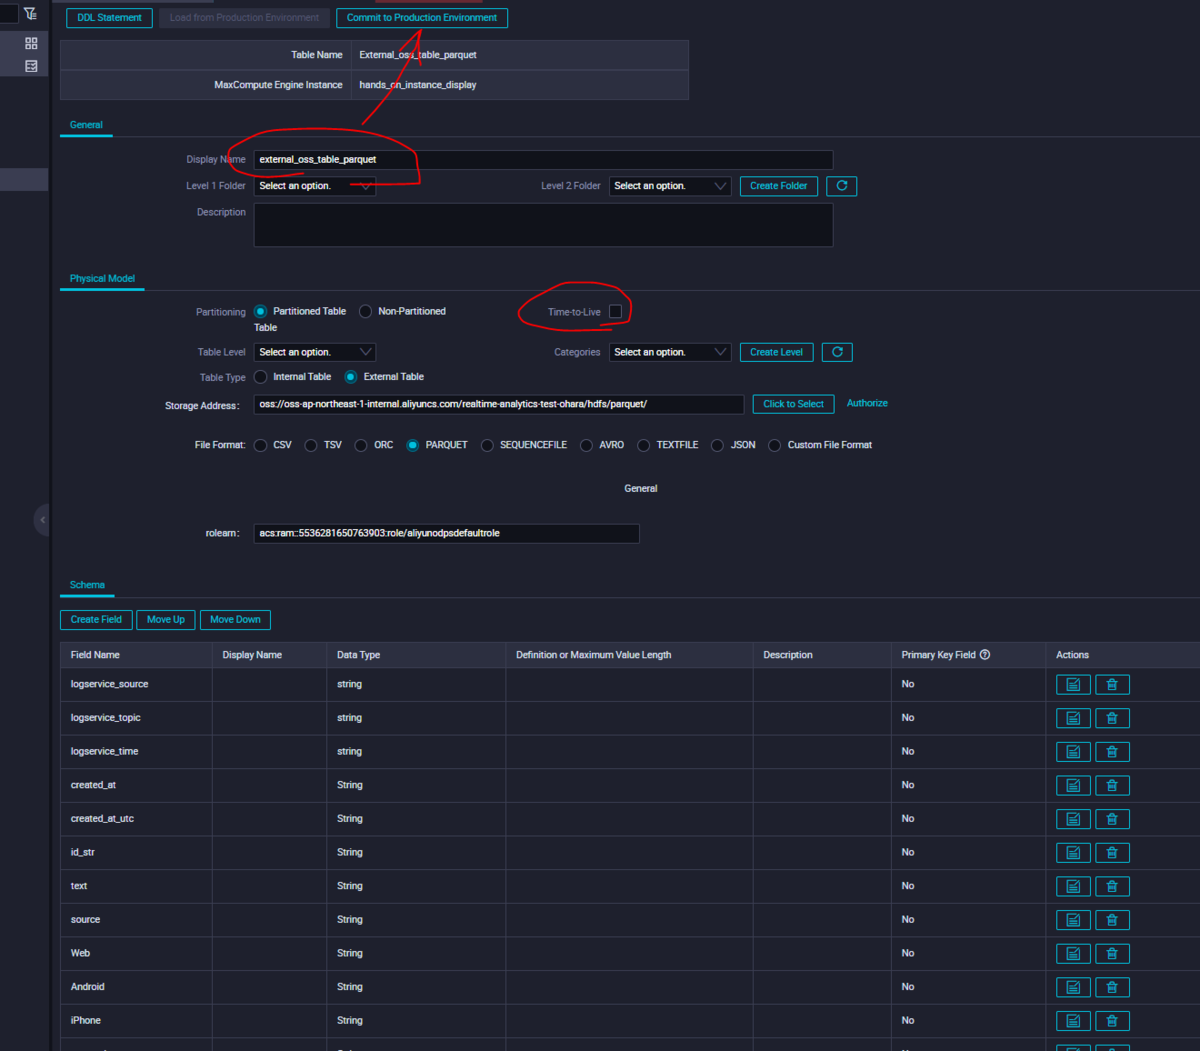 DDL Statement Load from Production Environment Commit to Production Environment
Table Name External_oss_table_parquet
MaxCompute Engine Instance hands_on_instance_display
General
Display Name external_oss_table_parquet
Level 1 Folder Select an option. Level 2 Folder Select an option. Create Folder
Description
Physical Model
Partitioning Partitioned Table Non-Partitioned Time-to-Live
Table
Table Level Select an option. Categories Select an option. Create Level
Table Type Internal Table External Table
Storage Address: oss://oss-ap-northeast-1-internal.aliyuncs.com/realtime-analytics-test-ohara/hdfs/parquet/ Click to Select Authorize
File Format: CSV TSV ORC PARQUET SEQUENCEFILE AVRO TEXTFILE JSON Custom File Format
General
rolearn: acs:ram::5536281650763903:role/aliyunodpsdefaultrole
Schema
Create Field Move Up Move Down
Field Name Display Name Data Type Definition or Maximum Value Length Description Primary Key Field Actions
logservice_source string No
logservice_topic string No
logservice_time string No
created_at String No
created_at_utc String No
id_str String No
text String No
source String No
Web String No
Android String No
iPhone String No